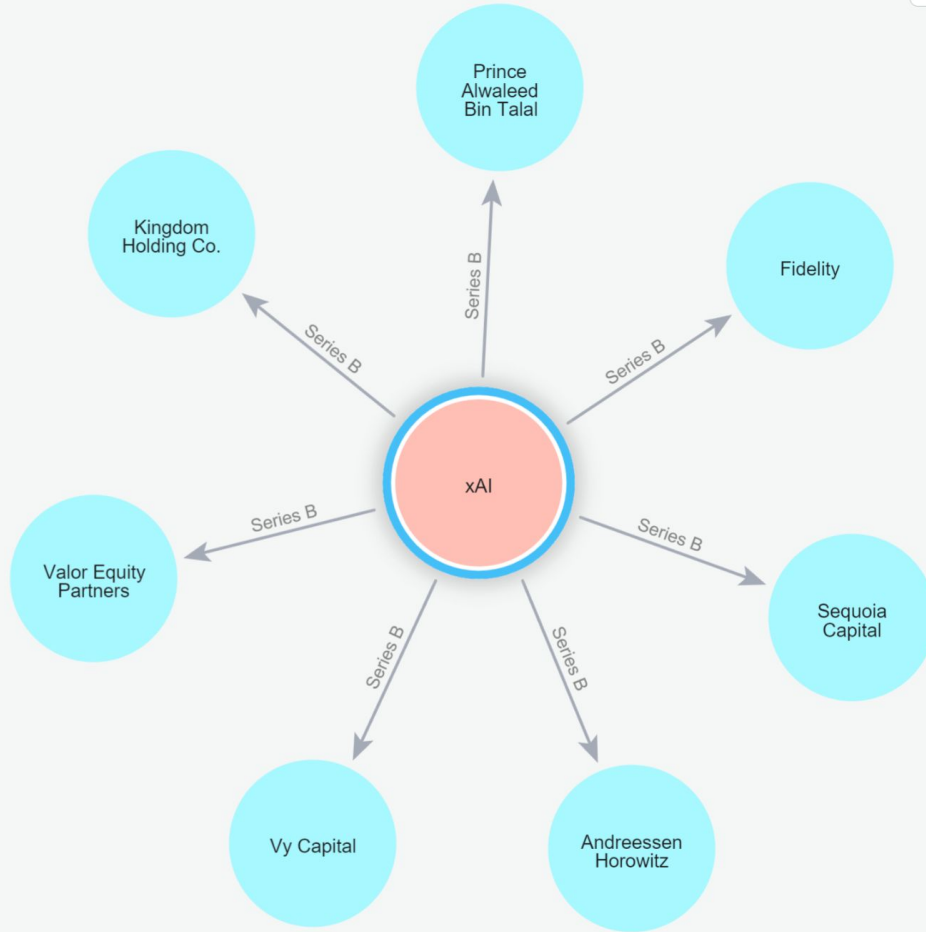 Prince
Alwaleed
Bin Talal
Kingdom
Holding Co.
Series B
Fidelity
Series B
Series B
xAI
Series B
Valor Equity
Partners
Series B
Sequoia
Capital
Series B
Series B
Vy Capital
Andreessen
Horowitz